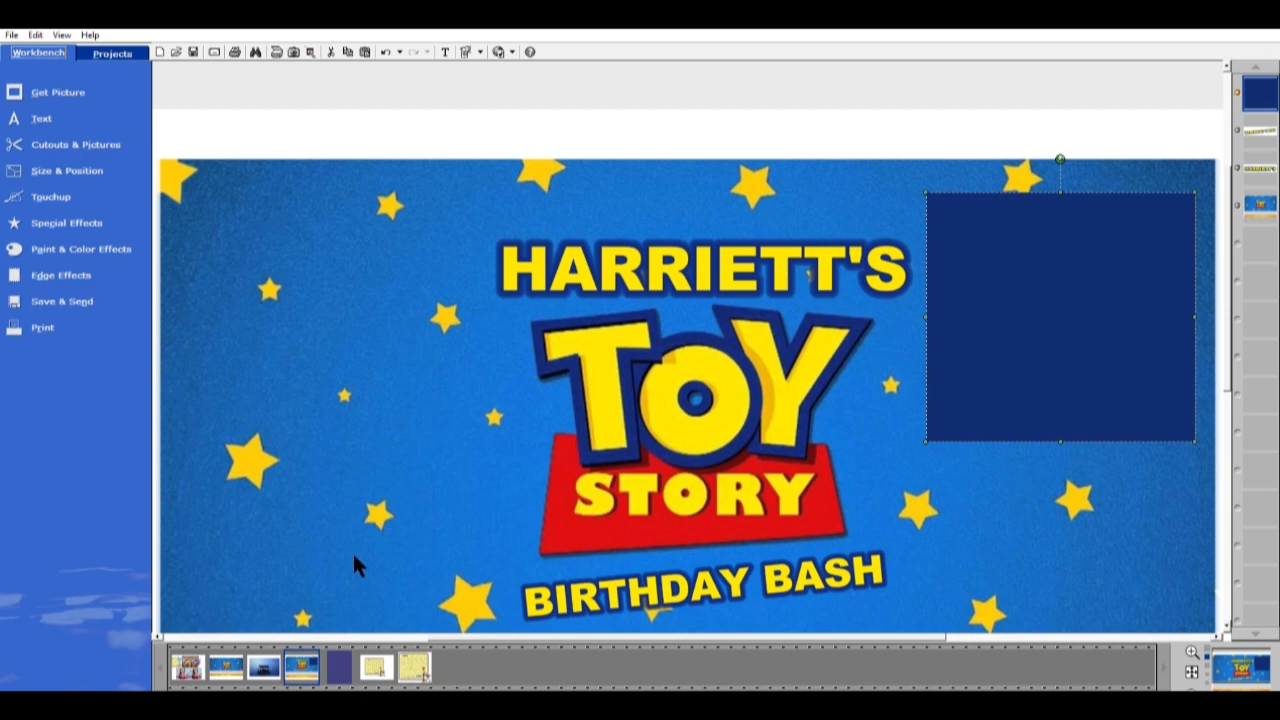 File Edit View Help
Workbench Projects
Get Picture
Text
Cutouts & Pictures
Size & Position
Touchup
Special Effects
Paint & Color Effects
Edge Effects
Save & Send
Print
HARRIETT'S
TOY
STORY
BIRTHDAY BASH